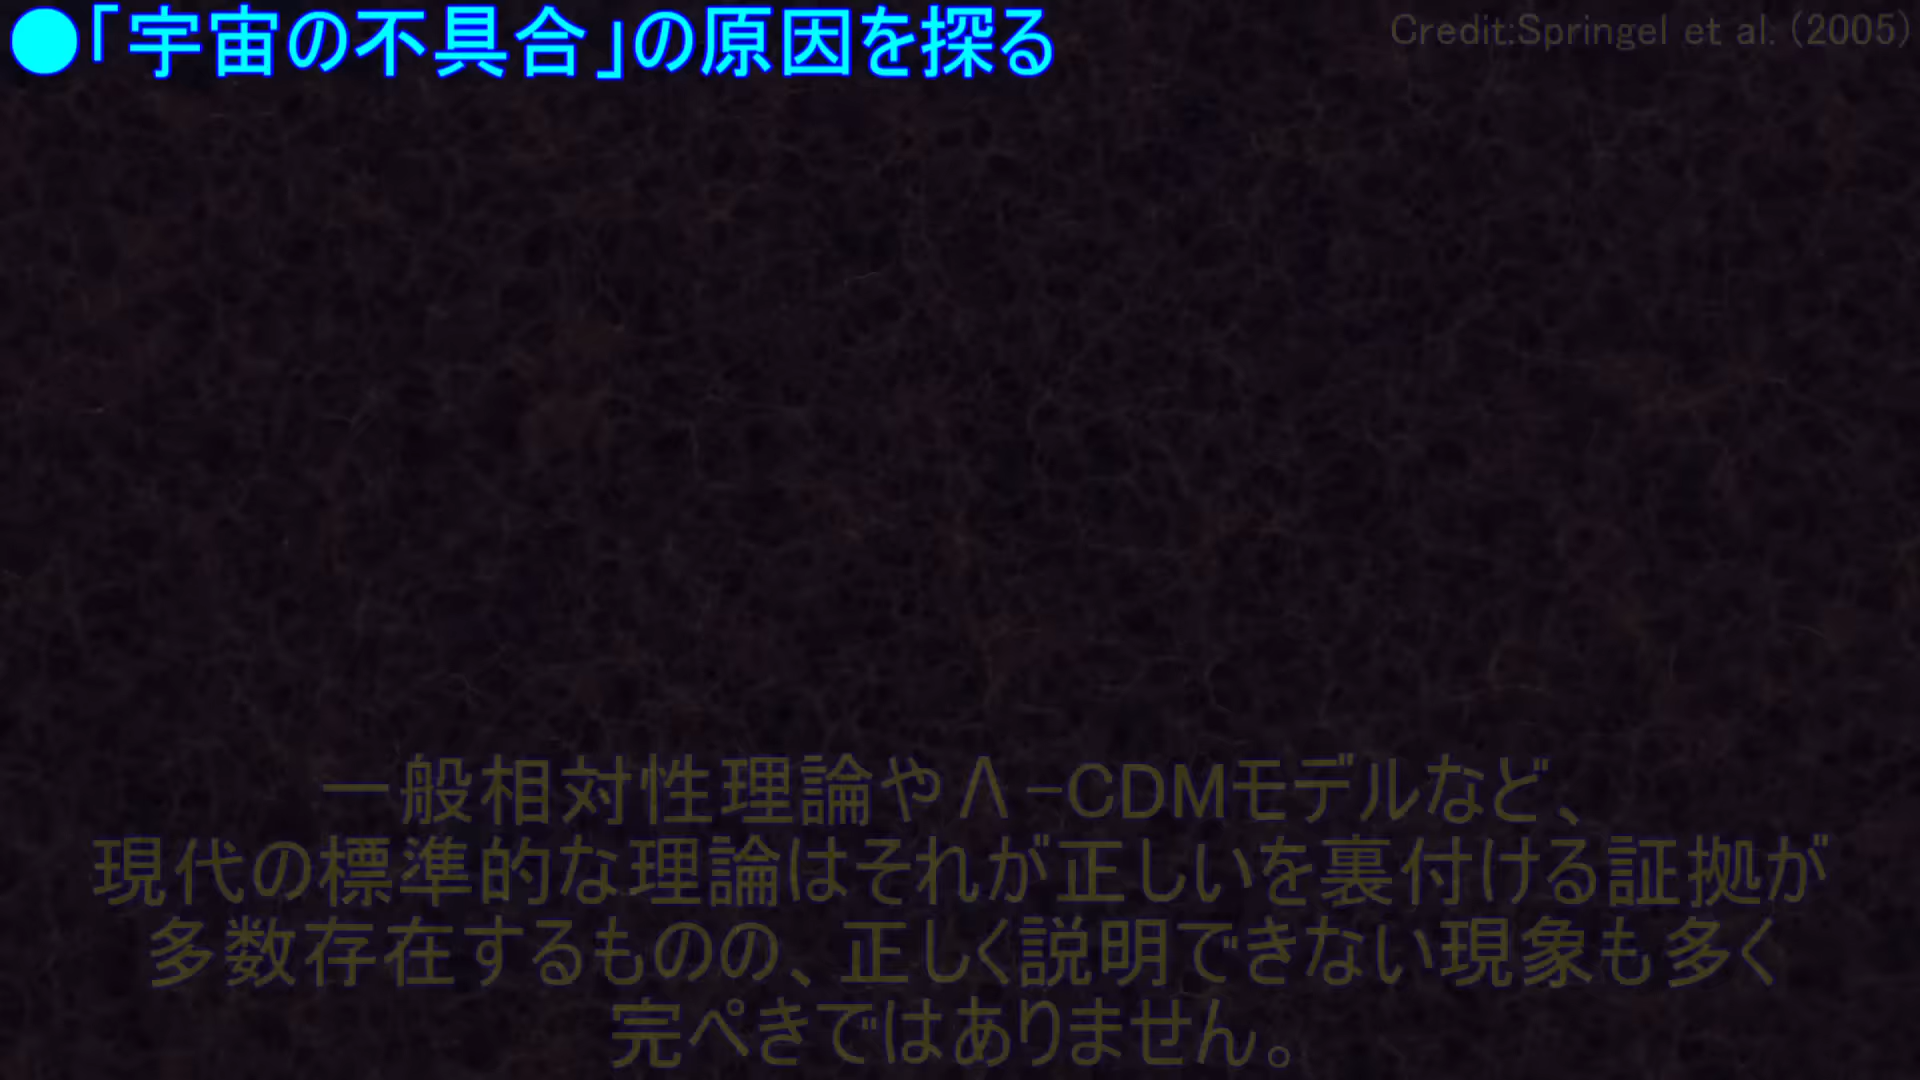 ●「宇宙の不具合」の原因を探る
Credit:Springel et al. (2005)
一般相対性理論やΛ-CDMモデルなど、
現代の標準的な理論はそれが正しいを裏付ける証拠が
多数存在するものの、正しく説明できない現象も多く
完ぺきではありません。